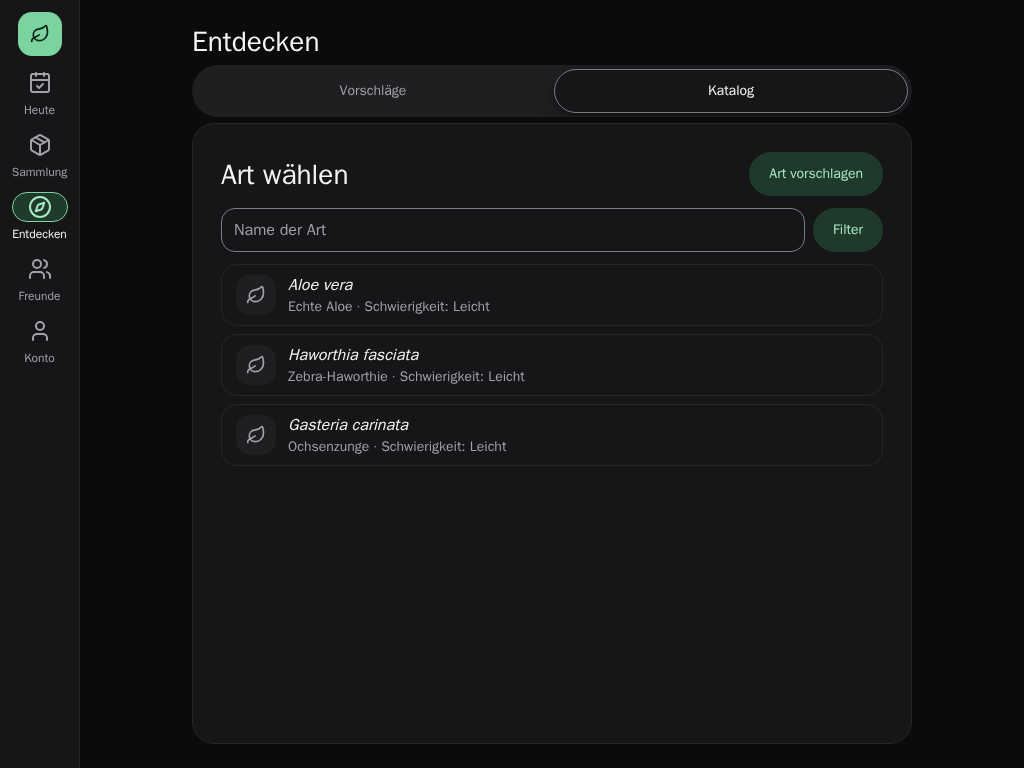 Entdecken
Vorschläge
Katalog
Heute
Sammlung
Entdecken
Freunde
Konto
Art wählen
Art vorschlagen
Name der Art
Filter
Aloe vera
Echte Aloe · Schwierigkeit: Leicht
Haworthia fasciata
Zebra-Haworthie · Schwierigkeit: Leicht
Gasteria carinata
Ochsenzunge · Schwierigkeit: Leicht